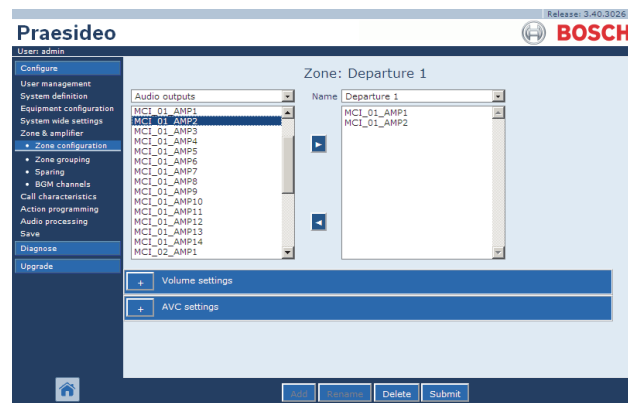 Release: 3.40.3026
Praesideo
BOSCH
User: admin
Configure
User management
System definition
Equipment configuration
System wide settings
Zone & amplifier
• Zone configuration
• Zone grouping
• Sparing
• BGM channels
Call characteristics
Action programming
Audio processing
Save
Diagnose
Upgrade
Zone: Departure 1
Audio outputs
MCI_01_AMP1
MCI_01_AMP2
MCI_01_AMP3
MCI_01_AMP4
MCI_01_AMP5
MCI_01_AMP6
MCI_01_AMP7
MCI_01_AMP8
MCI_01_AMP9
MCI_01_AMP10
MCI_01_AMP11
MCI_01_AMP12
MCI_01_AMP13
MCI_01_AMP14
MCI_02_AMP1
Name Departure 1
MCI_01_AMP1
MCI_01_AMP2
+ Volume settings
+ AVC settings
Add Rename Delete Submit